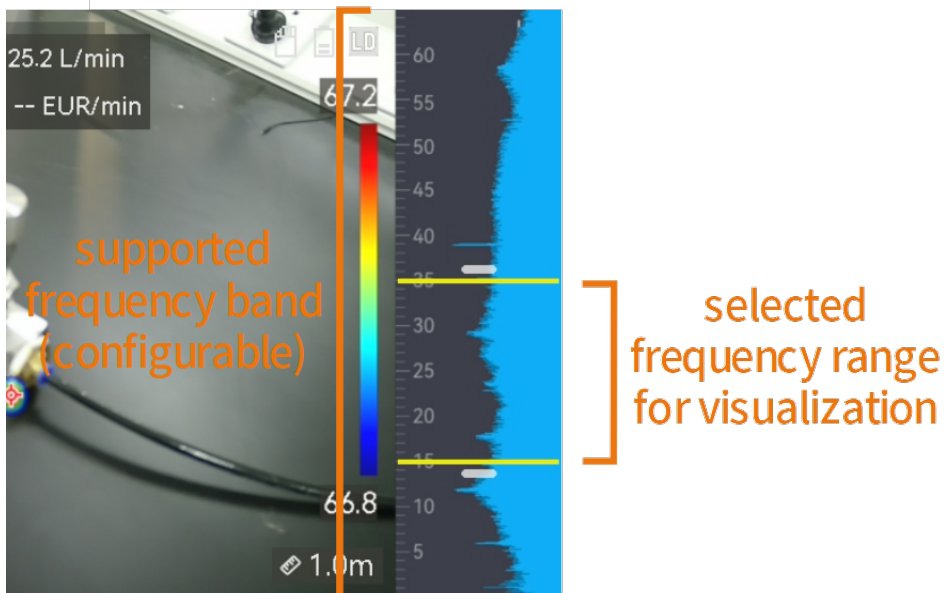 25.2 L/min
-- EUR/min
LD
67.2
60
55
50
45
40
35
30
25
20
15
10
5
supported
frequency band
(configurable)
selected
frequency range
for visualization
66.8
1.0m